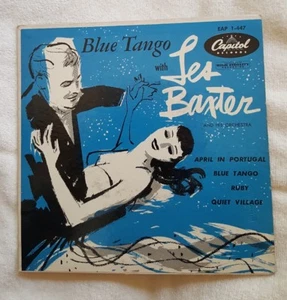 EAP 1-447
Blue Tango
with
Capitol
RECORDS
Les
Baxter
AND HIS ORCHESTRA
APRIL IN PORTUGAL
BLUE TANGO
RUBY
QUIET VILLAGE